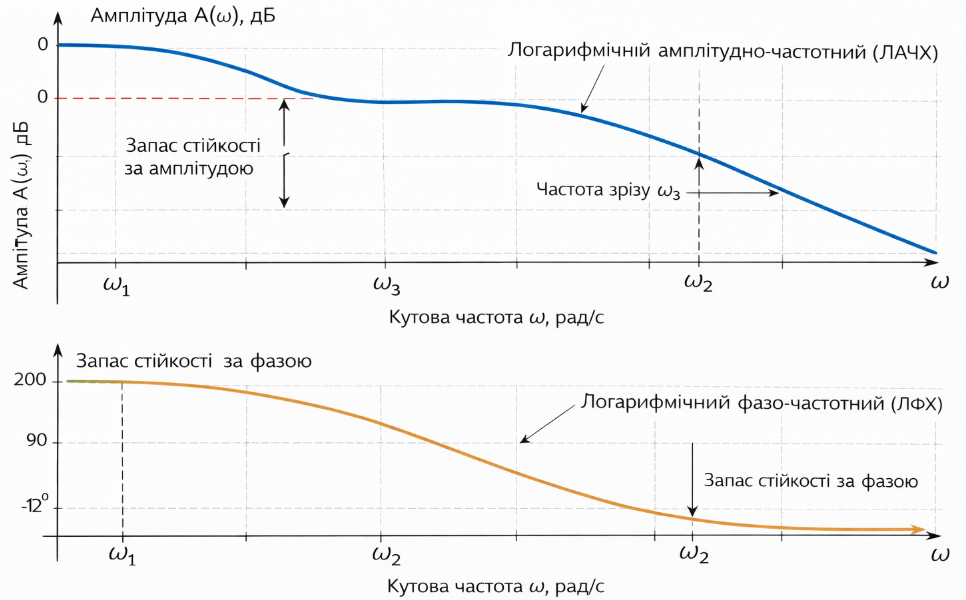 Амплітуда A(ω), дБ
0
Логарифмічній амплітудно-частотний (ЛАЧХ)
0
Запас стійкості
за амплітудою
Частота зрізу ω₃
Ампітупа A(ω,) дБ
ω₁ ω₃ ω₂ ω
Кутова частота ω, рад/с
Запас стійкості за фазою
200
Логарифмічний фазо-частотний (ЛФХ)
90
Запас стійкості за фазою
-12°
ω₁ ω₂ ω₂ ω
Кутова частота ω, рад/с